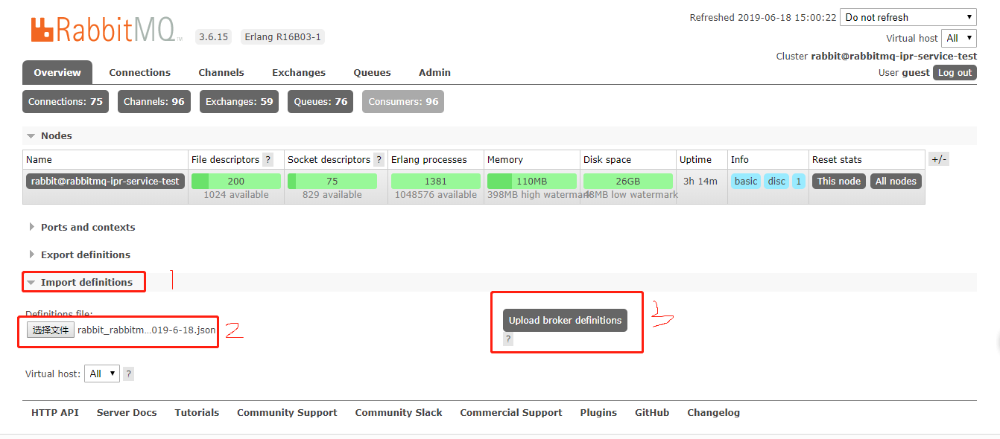 RabbitMQ TM 3.6.15 Erlang R16B03-1
Refreshed 2019-06-18 15:00:22 Do not refresh
Virtual host All
Cluster rabbit@rabbitmq-ipr-service-test
User guest Log out
Overview Connections Channels Exchanges Queues Admin
Connections: 75 Channels: 96 Exchanges: 59 Queues: 76 Consumers: 96
Nodes
Name File descriptors ? Socket descriptors ? Erlang processes Memory Disk space Uptime Info Reset stats +/-
rabbit@rabbitmq-ipr-service-test 200 75 1381 110MB 26GB 3h 14m basic disc 1 This node All nodes
1024 available 829 available 1048576 available 398MB high watermark 48MB low watermark
Ports and contexts
Export definitions
Import definitions 1
Definitions file:
选择文件 rabbit_rabbitm...019-6-18.json 2
Upload broker definitions 3
?
Virtual host: All ?
HTTP API Server Docs Tutorials Community Support Community Slack Commercial Support Plugins GitHub Changelog